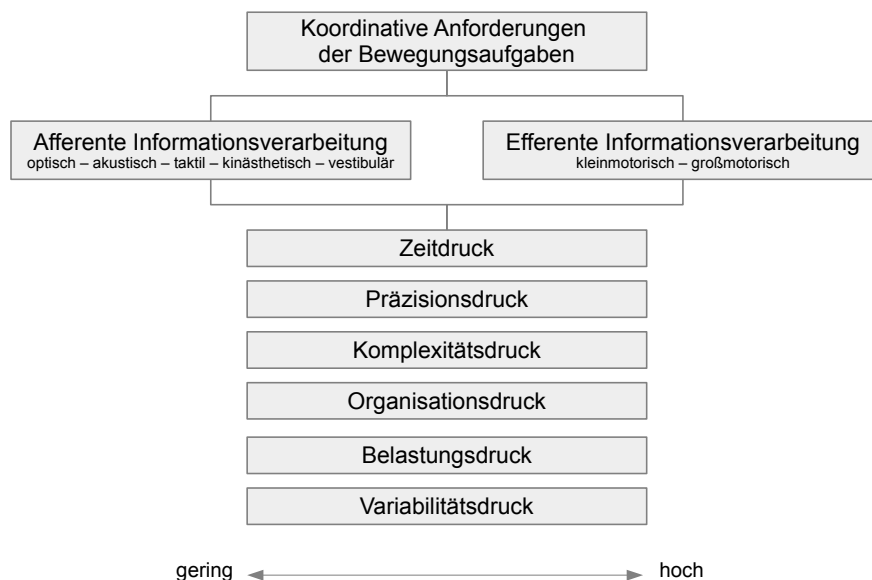 Koordinative Anforderungen
der Bewegungsaufgaben
Afferente Informationsverarbeitung
optisch – akustisch – taktil – kinästhetisch – vestibulär
Efferente Informationsverarbeitung
kleinmotorisch – großmotorisch
Zeitdruck
Präzisionsdruck
Komplexitätsdruck
Organisationsdruck
Belastungsdruck
Variabilitätsdruck
gering
hoch